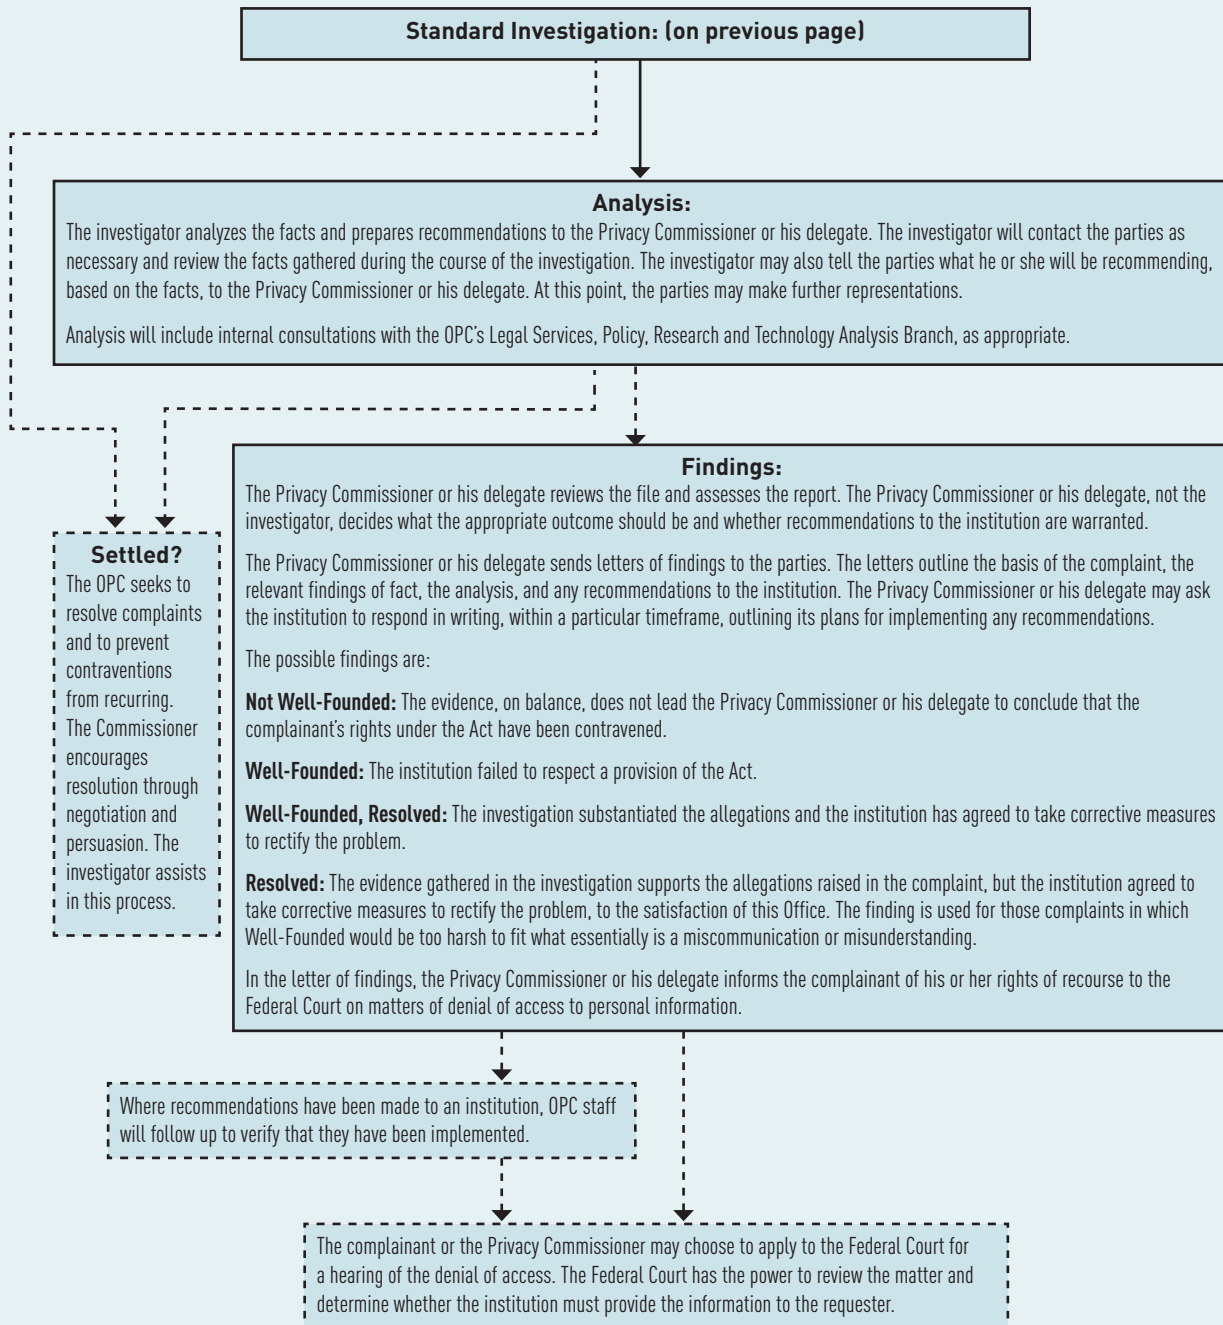 Standard Investigation: (on previous page)
Analysis:
The investigator analyzes the facts and prepares recommendations to the Privacy Commissioner or his delegate. The investigator will contact the parties as
necessary and review the facts gathered during the course of the investigation. The investigator may also tell the parties what he or she will be recommending,
based on the facts, to the Privacy Commissioner or his delegate. At this point, the parties may make further representations.
Analysis will include internal consultations with the OPC's Legal Services, Policy, Research and Technology Analysis Branch, as appropriate.
Settled?
The OPC seeks to
resolve complaints
and to prevent
contraventions
from recurring.
The Commissioner
encourages
resolution through
negotiation and
persuasion. The
investigator assists
in this process.
Findings:
The Privacy Commissioner or his delegate reviews the file and assesses the report. The Privacy Commissioner or his delegate, not the
investigator, decides what the appropriate outcome should be and whether recommendations to the institution are warranted.
The Privacy Commissioner or his delegate sends letters of findings to the parties. The letters outline the basis of the complaint, the
relevant findings of fact, the analysis, and any recommendations to the institution. The Privacy Commissioner or his delegate may ask
the institution to respond in writing, within a particular timeframe, outlining its plans for implementing any recommendations.
The possible findings are:
Not Well-Founded: The evidence, on balance, does not lead the Privacy Commissioner or his delegate to conclude that the
complainant's rights under the Act have been contravened.
Well-Founded: The institution failed to respect a provision of the Act.
Well-Founded, Resolved: The investigation substantiated the allegations and the institution has agreed to take corrective measures
to rectify the problem.
Resolved: The evidence gathered in the investigation supports the allegations raised in the complaint, but the institution agreed to
take corrective measures to rectify the problem, to the satisfaction of this Office. The finding is used for those complaints in which
Well-Founded would be too harsh to fit what essentially is a miscommunication or misunderstanding.
In the letter of findings, the Privacy Commissioner or his delegate informs the complainant of his or her rights of recourse to the
Federal Court on matters of denial of access to personal information.
Where recommendations have been made to an institution, OPC staff
will follow up to verify that they have been implemented.
The complainant or the Privacy Commissioner may choose to apply to the Federal Court for
a hearing of the denial of access. The Federal Court has the power to review the matter and
determine whether the institution must provide the information to the requester.